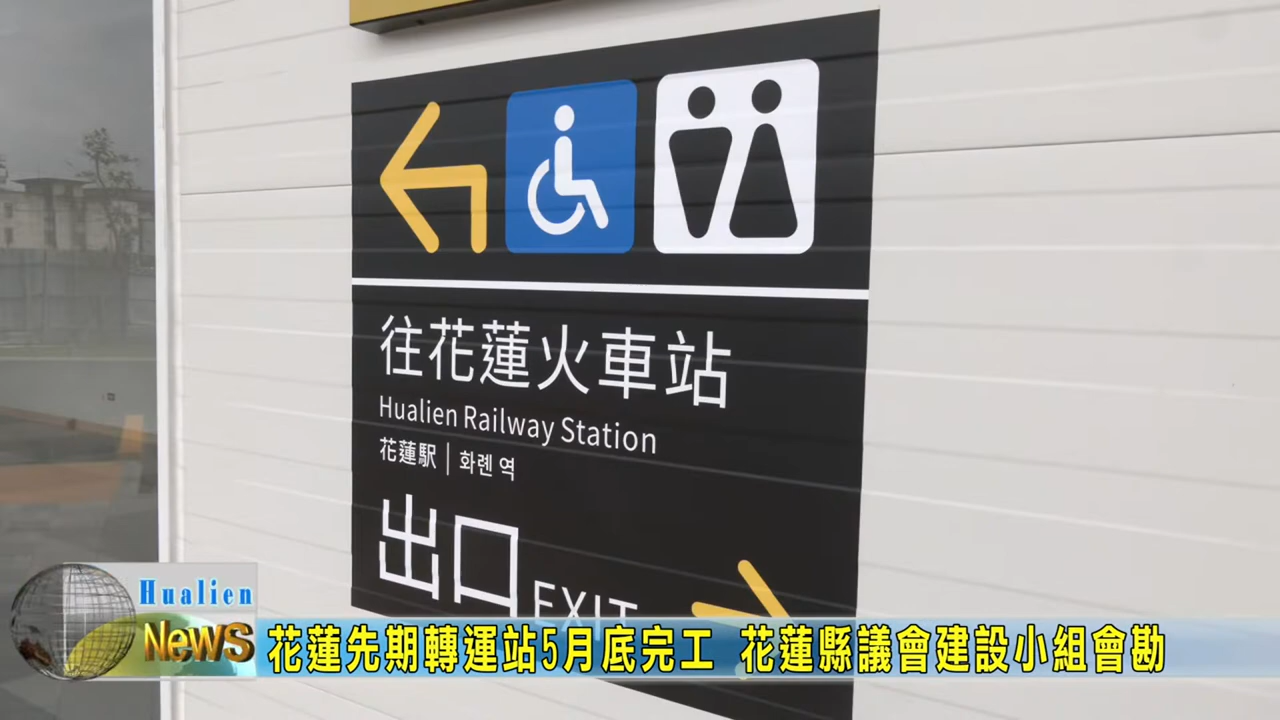 往花蓮火車站
Hualien Railway Station
花蓮駅 | 화롄 역
出口 EXIT
Hualien
News
花蓮先期轉運站5月底完工 花蓮縣議會建設小組會勘